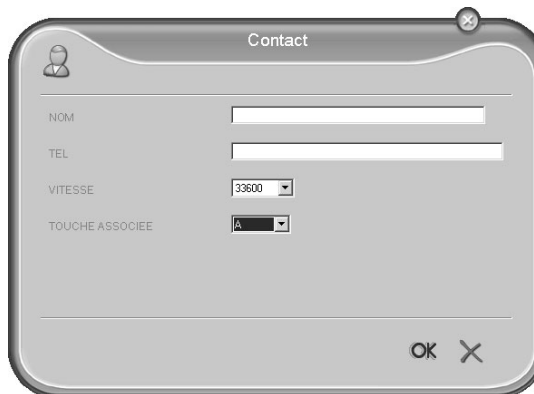 Contact
NOM
TEL
VITESSE 33600
TOUCHE ASSOCIEE A
OK